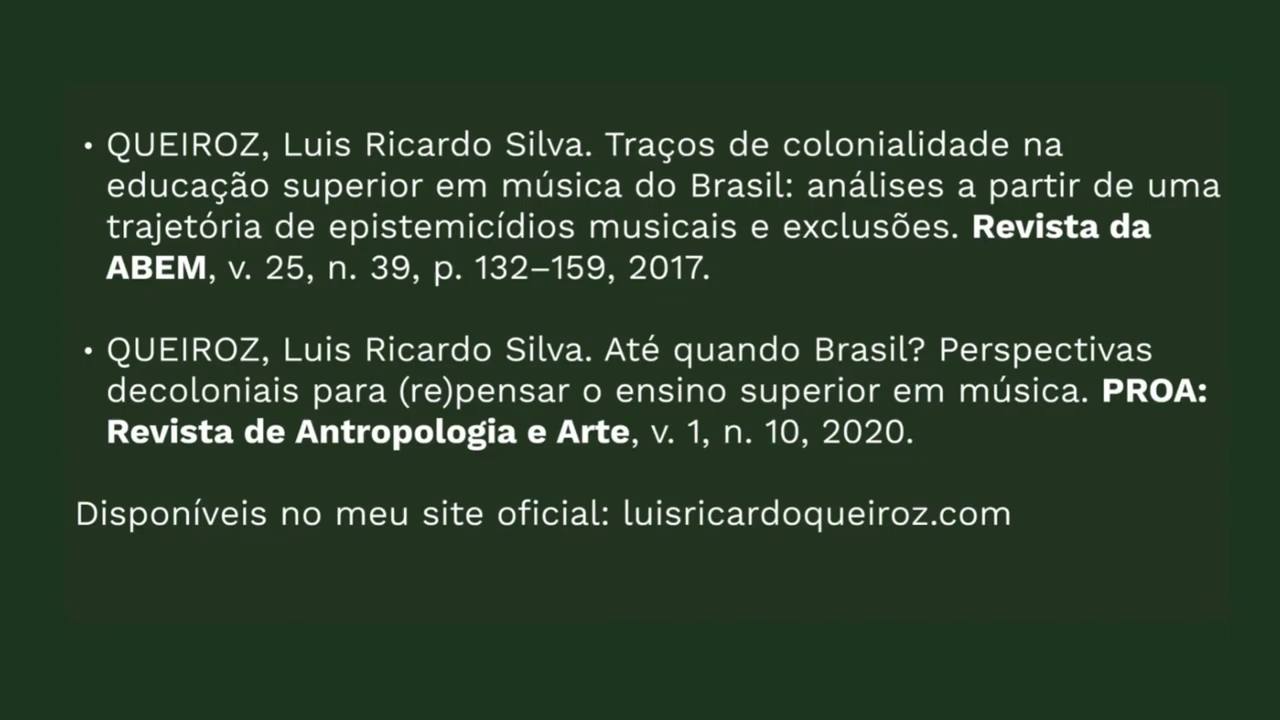 • QUEIROZ, Luis Ricardo Silva. Traços de colonialidade na
educação superior em música do Brasil: análises a partir de uma
trajetória de epistemicídios musicais e exclusões. Revista da
ABEM, v. 25, n. 39, p. 132–159, 2017.
• QUEIROZ, Luis Ricardo Silva. Até quando Brasil? Perspectivas
decoloniais para (re)pensar o ensino superior em música. PROA:
Revista de Antropologia e Arte, v. 1, n. 10, 2020.
Disponíveis no meu site oficial: luisricardoqueiroz.com